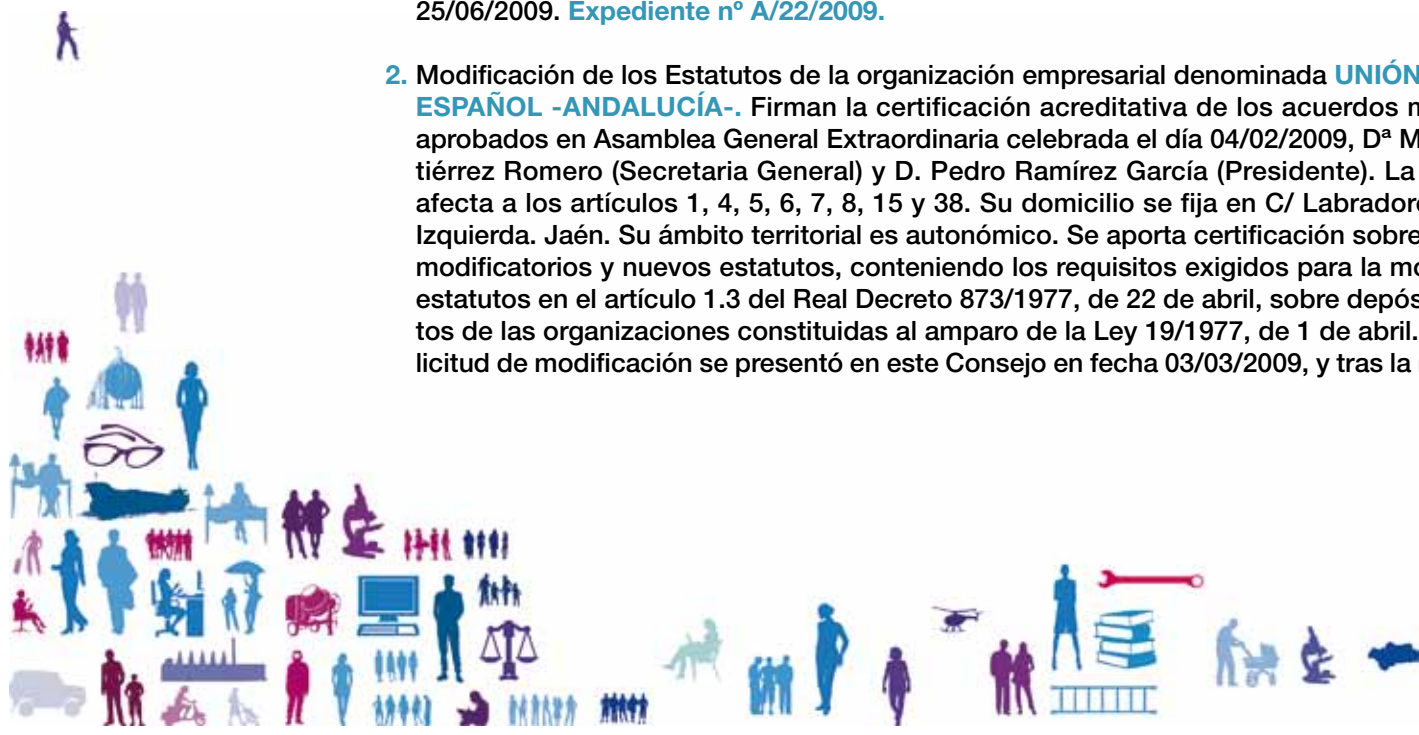 25/06/2009. Expediente nº A/22/2009.
2. Modificación de los Estatutos de la organización empresarial denominada UNIÓN
ESPAÑOL -ANDALUCÍA-. Firman la certificación acreditativa de los acuerdos
aprobados en Asamblea General Extraordinaria celebrada el día 04/02/2009, Dª
tiérrez Romero (Secretaria General) y D. Pedro Ramírez García (Presidente). La
afecta a los artículos 1, 4, 5, 6, 7, 8, 15 y 38. Su domicilio se fija en C/
Izquierda. Jaén. Su ámbito territorial es autonómico. Se aporta certificación sobre
modificatorios y nuevos estatutos, conteniendo los requisitos exigidos para la
estatutos en el artículo 1.3 del Real Decreto 873/1977, de 22 de abril, sobre
tos de las organizaciones constituidas al amparo de la Ley 19/1977, de 1 de abril.
licitud de modificación se presentó en este Consejo en fecha 03/03/2009, y tras la